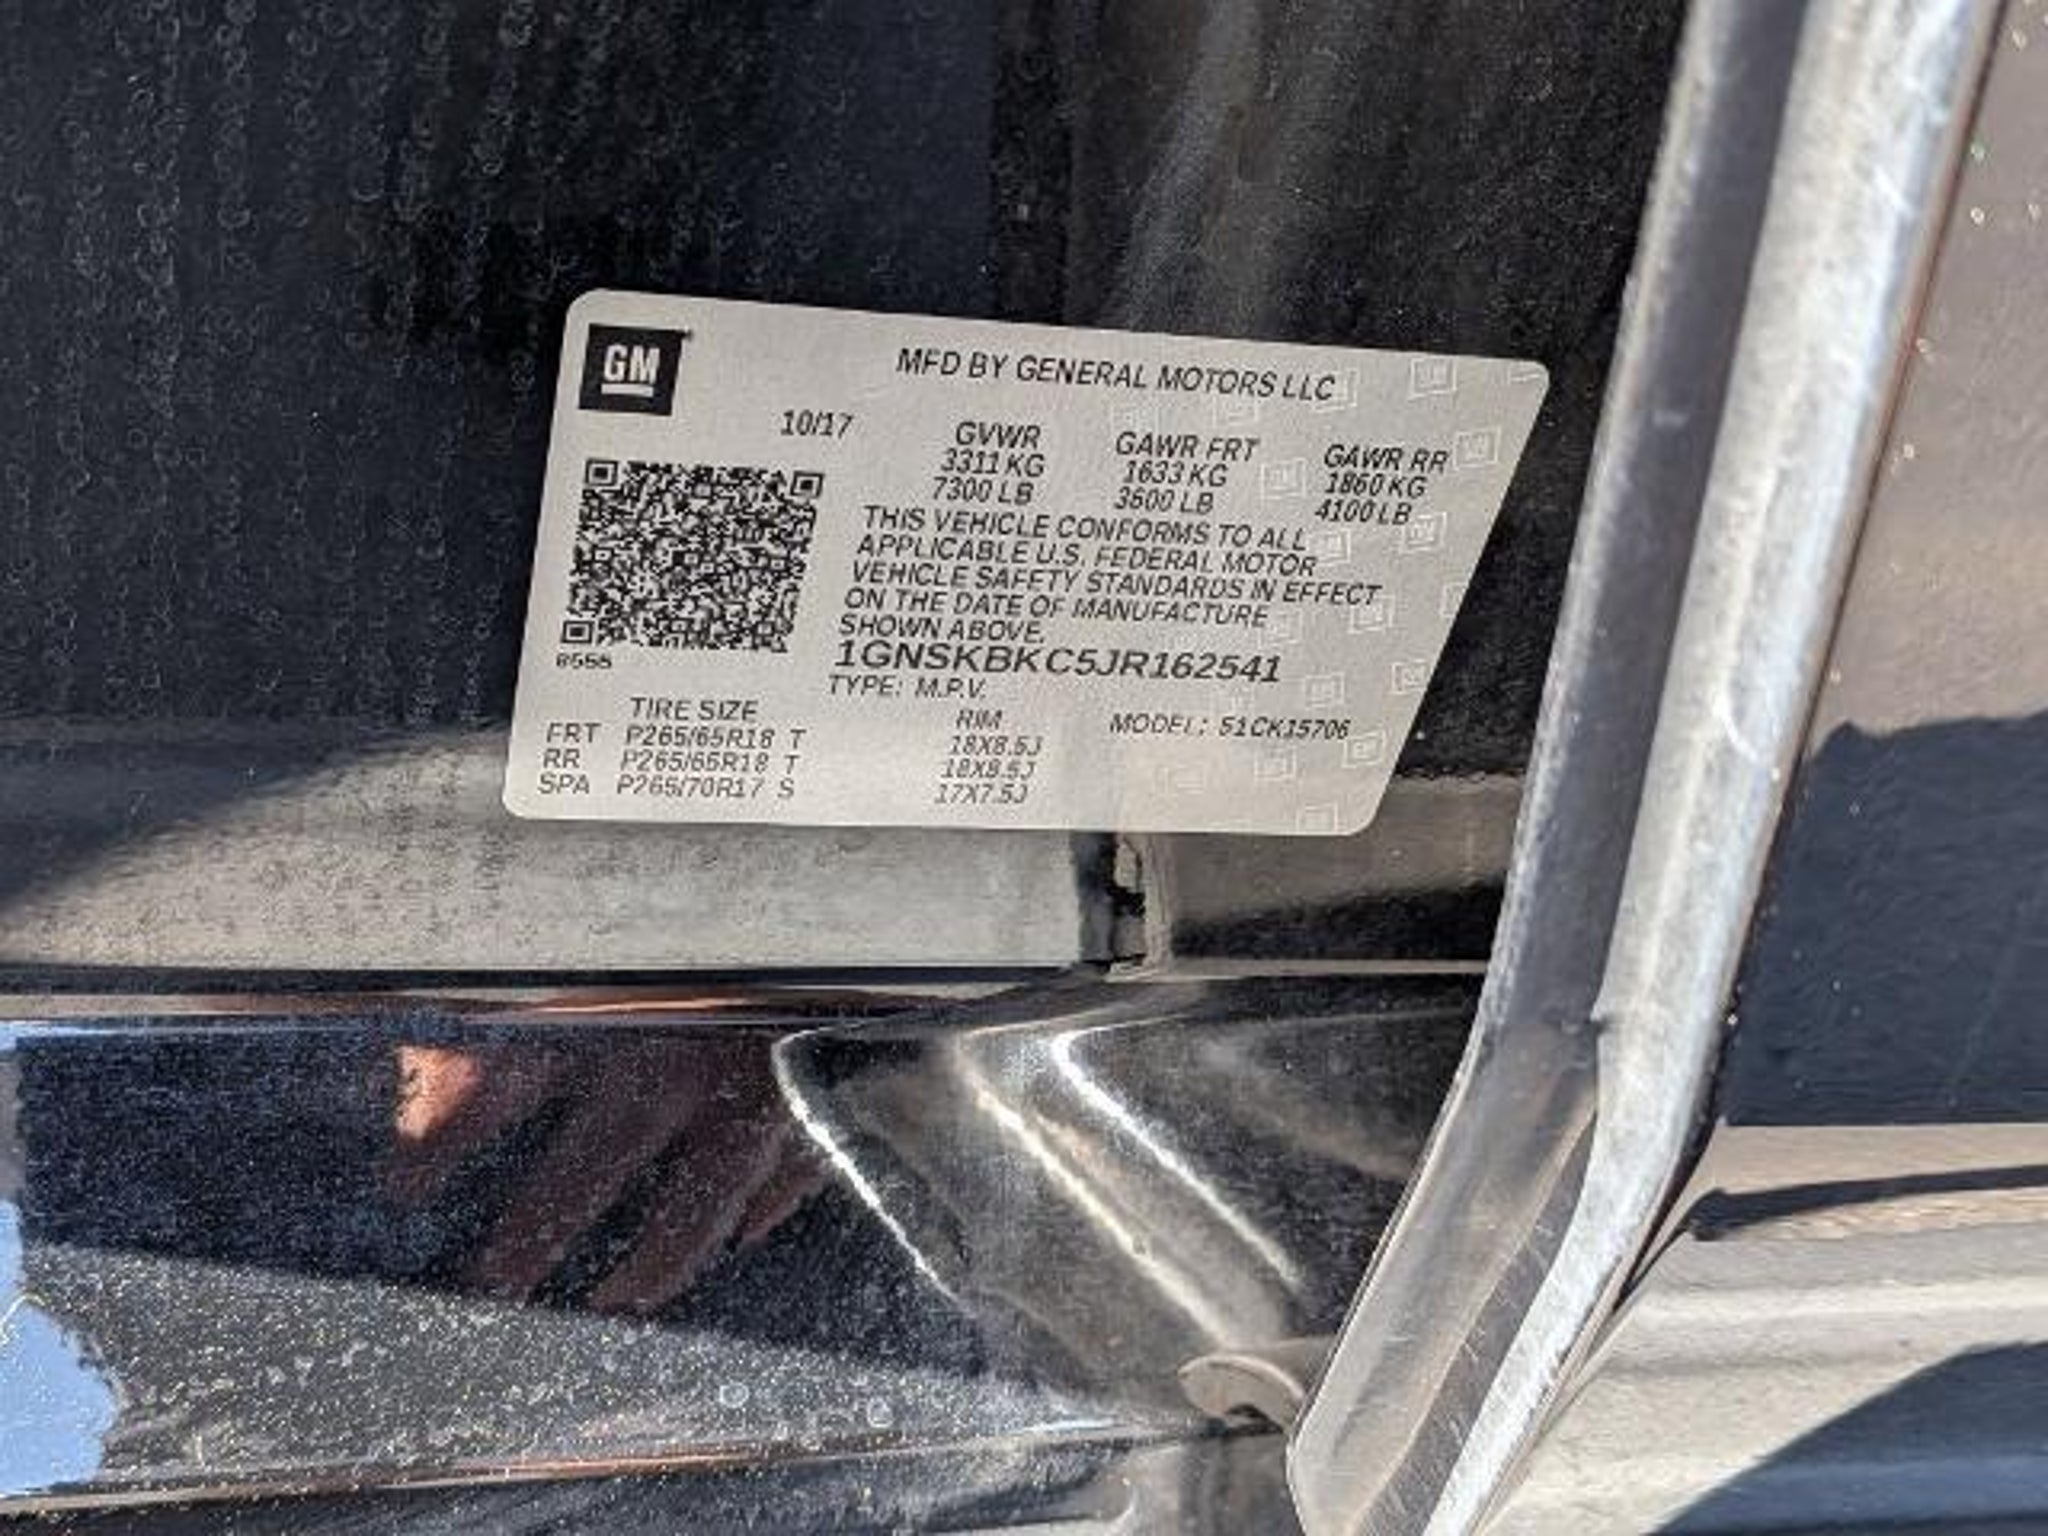 GM
MFD BY GENERAL MOTORS LLC
10/17
GVWR GAWR FRT GAWR RR
3311 KG 1633 KG 1860 KG
7300 LB 3600 LB 4100 LB
THIS VEHICLE CONFORMS TO ALL
APPLICABLE U.S. FEDERAL MOTOR
VEHICLE SAFETY STANDARDS IN EFFECT
ON THE DATE OF MANUFACTURE
SHOWN ABOVE.
1GNSKBKC5JR162541
TYPE: M.P.V.
TIRE SIZE RIM MODEL: 51CK15706
FRT P265/65R18 T 18X8.5J
RR P265/65R18 T 18X8.5J
SPA P265/70R17 S 17X7.5J